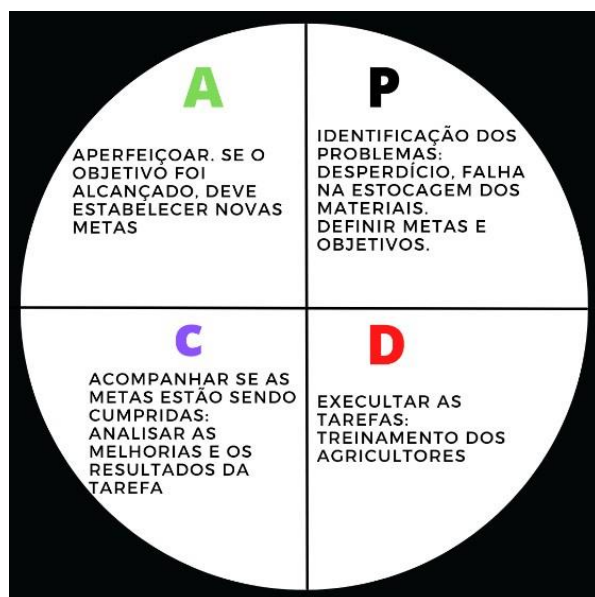 A
APERFEIÇOAR. SE O
OBJETIVO FOI
ALCANÇADO, DEVE
ESTABELECER NOVAS
METAS
P
IDENTIFICAÇÃO DOS
PROBLEMAS:
DESPERDÍCIO, FALHA
NA ESTOCAGEM DOS
MATERIAIS.
DEFINIR METAS E
OBJETIVOS.
C
ACOMPANHAR SE AS
METAS ESTÃO SENDO
CUMPRIDAS:
ANALISAR AS
MELHORIAS E OS
RESULTADOS DA
TAREFA
D
EXECULTAR AS
TAREFAS:
TREINAMENTO DOS
AGRICULTORES